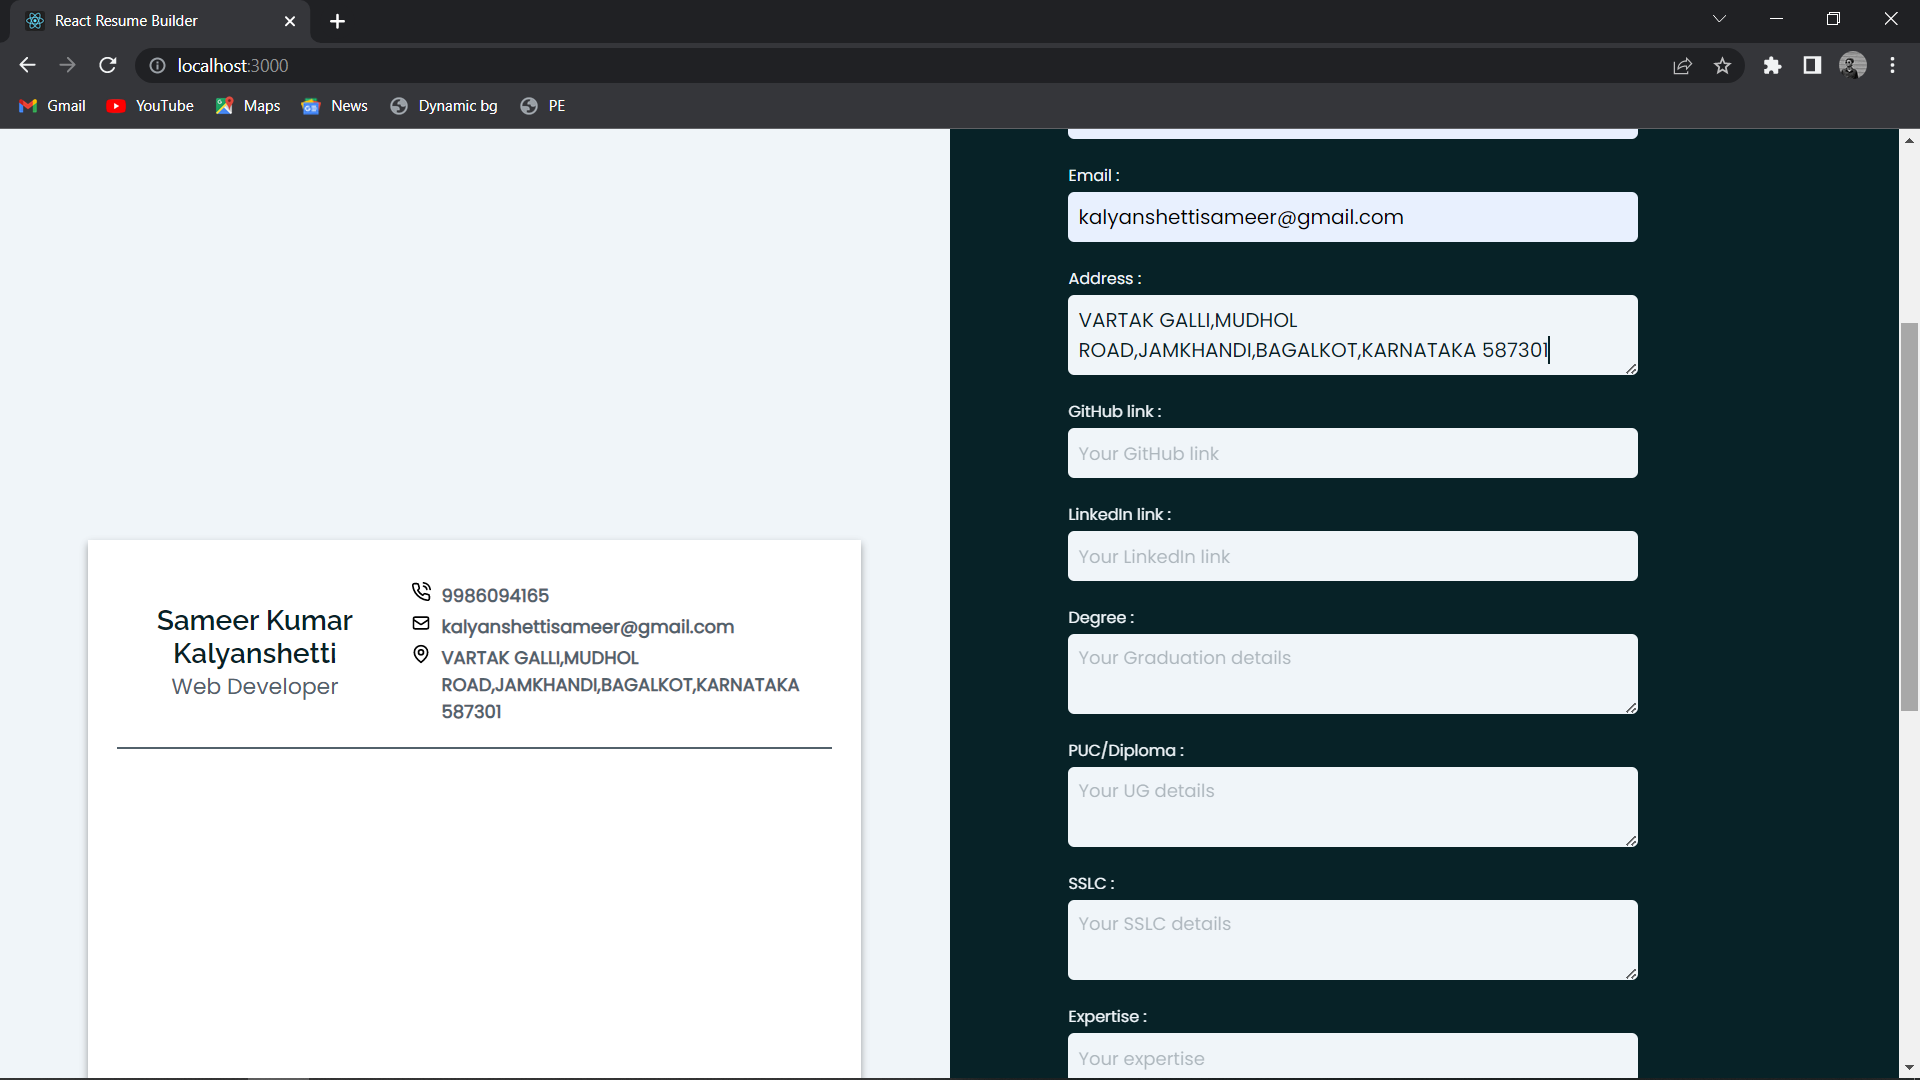 React Resume Builder
localhost:3000
Gmail
YouTube
Maps
News
Dynamic bg
PE
Sameer Kumar
Kalyanshetti
Web Developer
9986094165
kalyanshettisameer@gmail.com
VARTAK GALLI,MUDHOL
ROAD,JAMKHANDI,BAGALKOT,KARNATAKA
587301
Email :
kalyanshettisameer@gmail.com
Address :
VARTAK GALLI,MUDHOL
ROAD,JAMKHANDI,BAGALKOT,KARNATAKA 587301
GitHub link :
Your GitHub link
LinkedIn link :
Your LinkedIn link
Degree :
Your Graduation details
PUC/Diploma :
Your UG details
SSLC :
Your SSLC details
Expertise :
Your expertise